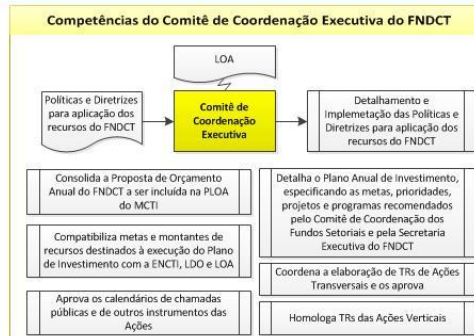 Competências do Comitê de Coordenação Executiva do FNDCT
LOA
Políticas e Diretrizes
para aplicação dos
recursos do FNDCT
Comitê de
Coordenação
Executiva
Detalhamento e
Implemetação das Políticas e
Diretrizes para aplicação dos
recursos do FNDCT
Consolida a Proposta de Orçamento
Anual do FNDCT a ser incluída na PLOA
do MCTI
Compatibiliza metas e montantes de
recursos destinados à execução do Plano
de Investimento com a ENCTI, LDO e LOA
Aprova os calendários de chamadas
públicas e de outros instrumentos das
Ações
Detalha o Plano Anual de Investimento,
especificando as metas, prioridades,
projetos e programas recomendados
pelo Comitê de Coordenação dos
Fundos Setoriais e pela Secretaria
Executiva do FNDCT
Coordena a elaboração de TRs de Ações
Transversais e os aprova
Homologa TRs das Ações Verticais